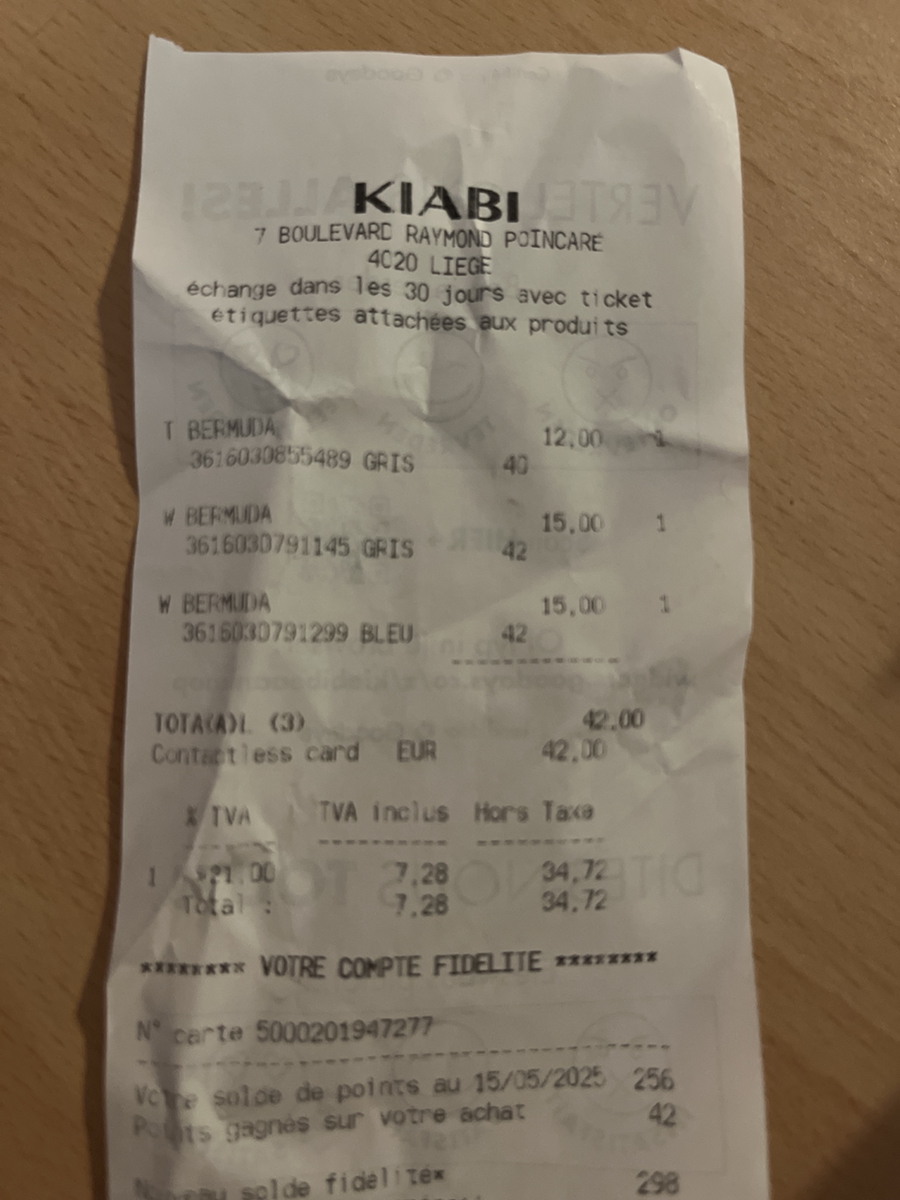 KIABI
7 BOULEVARD RAYMOND POINCARE
4020 LIEGE
échange dans les 30 jours avec ticket
étiquettes attachées aux produits
T BERMUDA 12,00 1
3616030855489 GRIS 40
W BERMUDA 15,00 1
3616030791145 GRIS 42
W BERMUDA 15,00 1
3616030791299 BLEU 42
TOTA(A)L (3) 42,00
Contactless card EUR 42,00
% TVA TVA inclus Hors Taxe
1 21,00 7,28 34,72
Total : 7,28 34,72
******** VOTRE COMPTE FIDELITE ********
N° carte 5000201947277
Votre solde de points au 15/05/2025 256
Points gagnés sur votre achat 42
Nouveau solde fidélité* 298